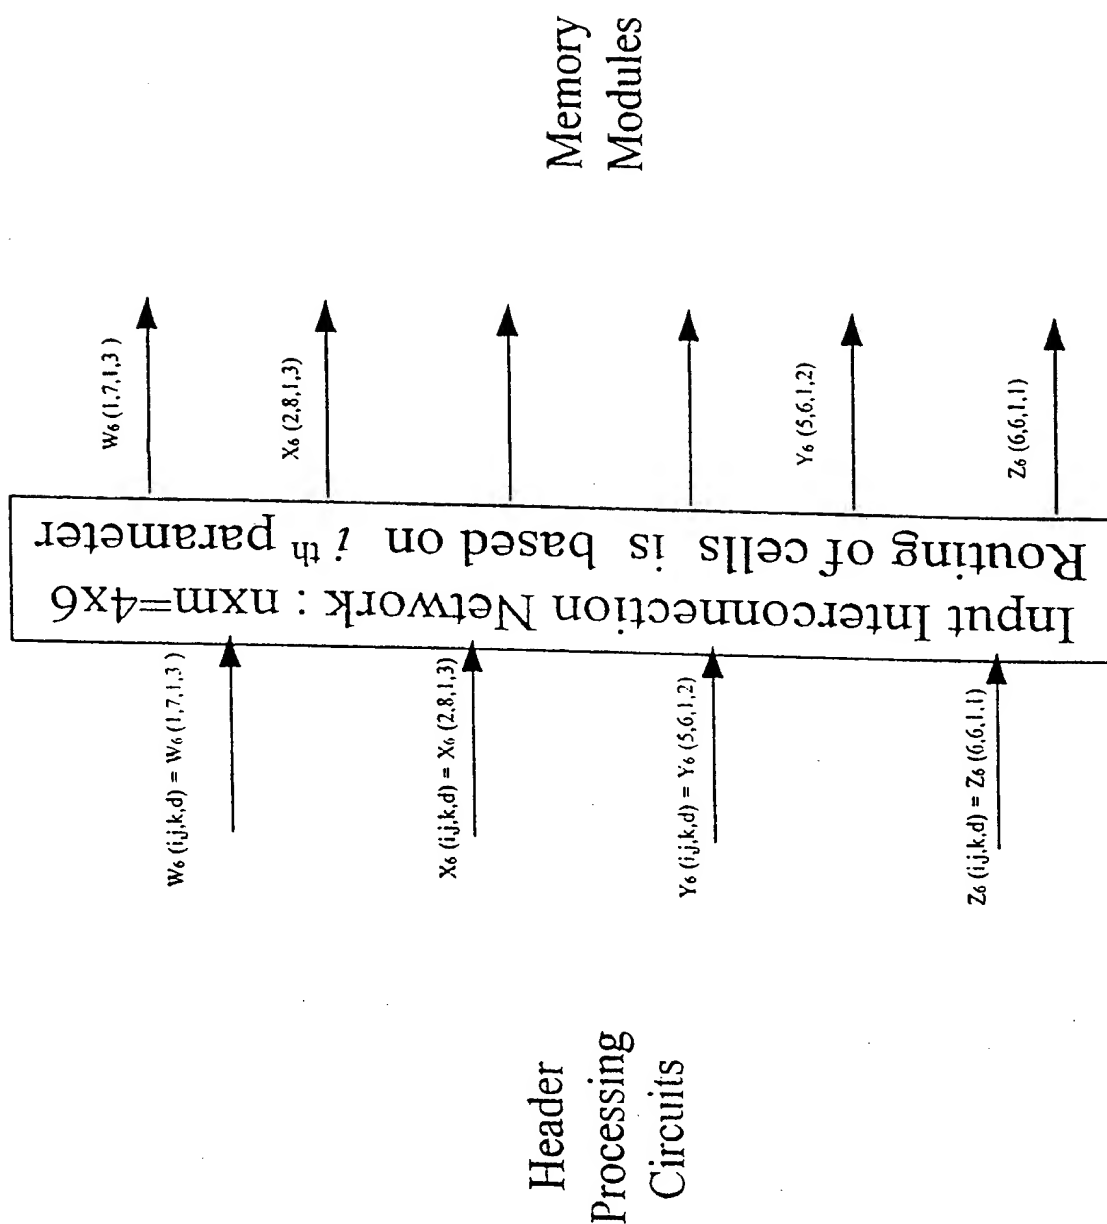 Header
Processing
Circuits
W6 (i,j,k,d) = W6 (1,7,1,3 )
X6 (i,j,k,d) = X6 (2,8,1,3)
Y6 (i,j,k,d) = Y6 (5,6,1,2)
Z6 (i,j,k,d) = Z6 (6,6,1,1)
Input Interconnection Network : nxm=4x6
Routing of cells is based on i th parameter
W6 (1,7,1,3 )
X6 (2,8,1,3)
Y6 (5,6,1,2)
Z6 (6,6,1,1)
Memory
Modules